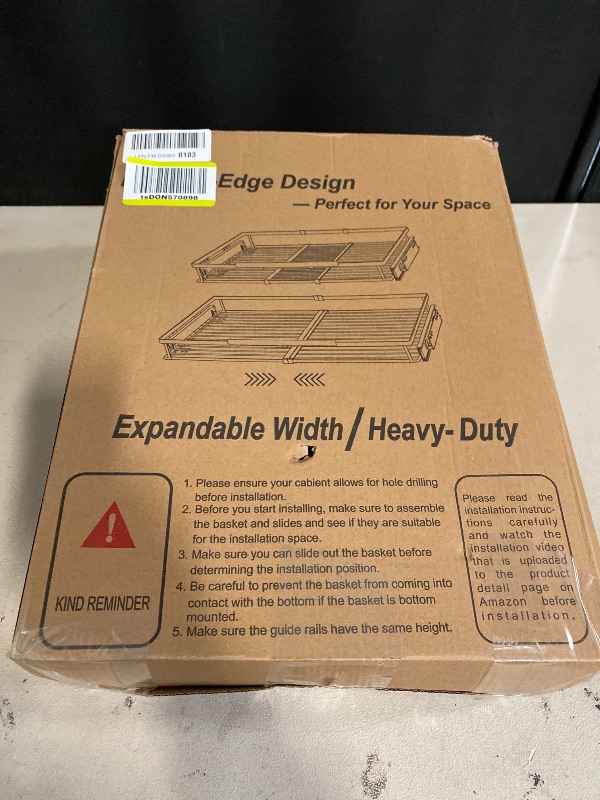 0183
tsDON570898
-Edge Design
— Perfect for Your Space
Expandable Width / Heavy- Duty
KIND REMINDER
1. Please ensure your cabient allows for hole drilling
before installation.
2. Before you start installing, make sure to assemble
the basket and slides and see if they are suitable
for the installation space.
3. Make sure you can slide out the basket before
determining the installation position.
4. Be careful to prevent the basket from coming into
contact with the bottom if the basket is bottom
mounted.
5. Make sure the guide rails have the same height.
Please read the
installation instruc-
tions carefully
and watch the
installation video
that is uploaded
to the product
detail page on
Amazon before
installation.